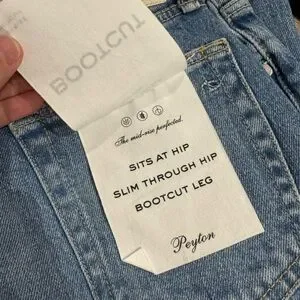 BOOTCUT
The mid-rise perfected.
SITS AT HIP
SLIM THROUGH HIP
BOOTCUT LEG
Peyton